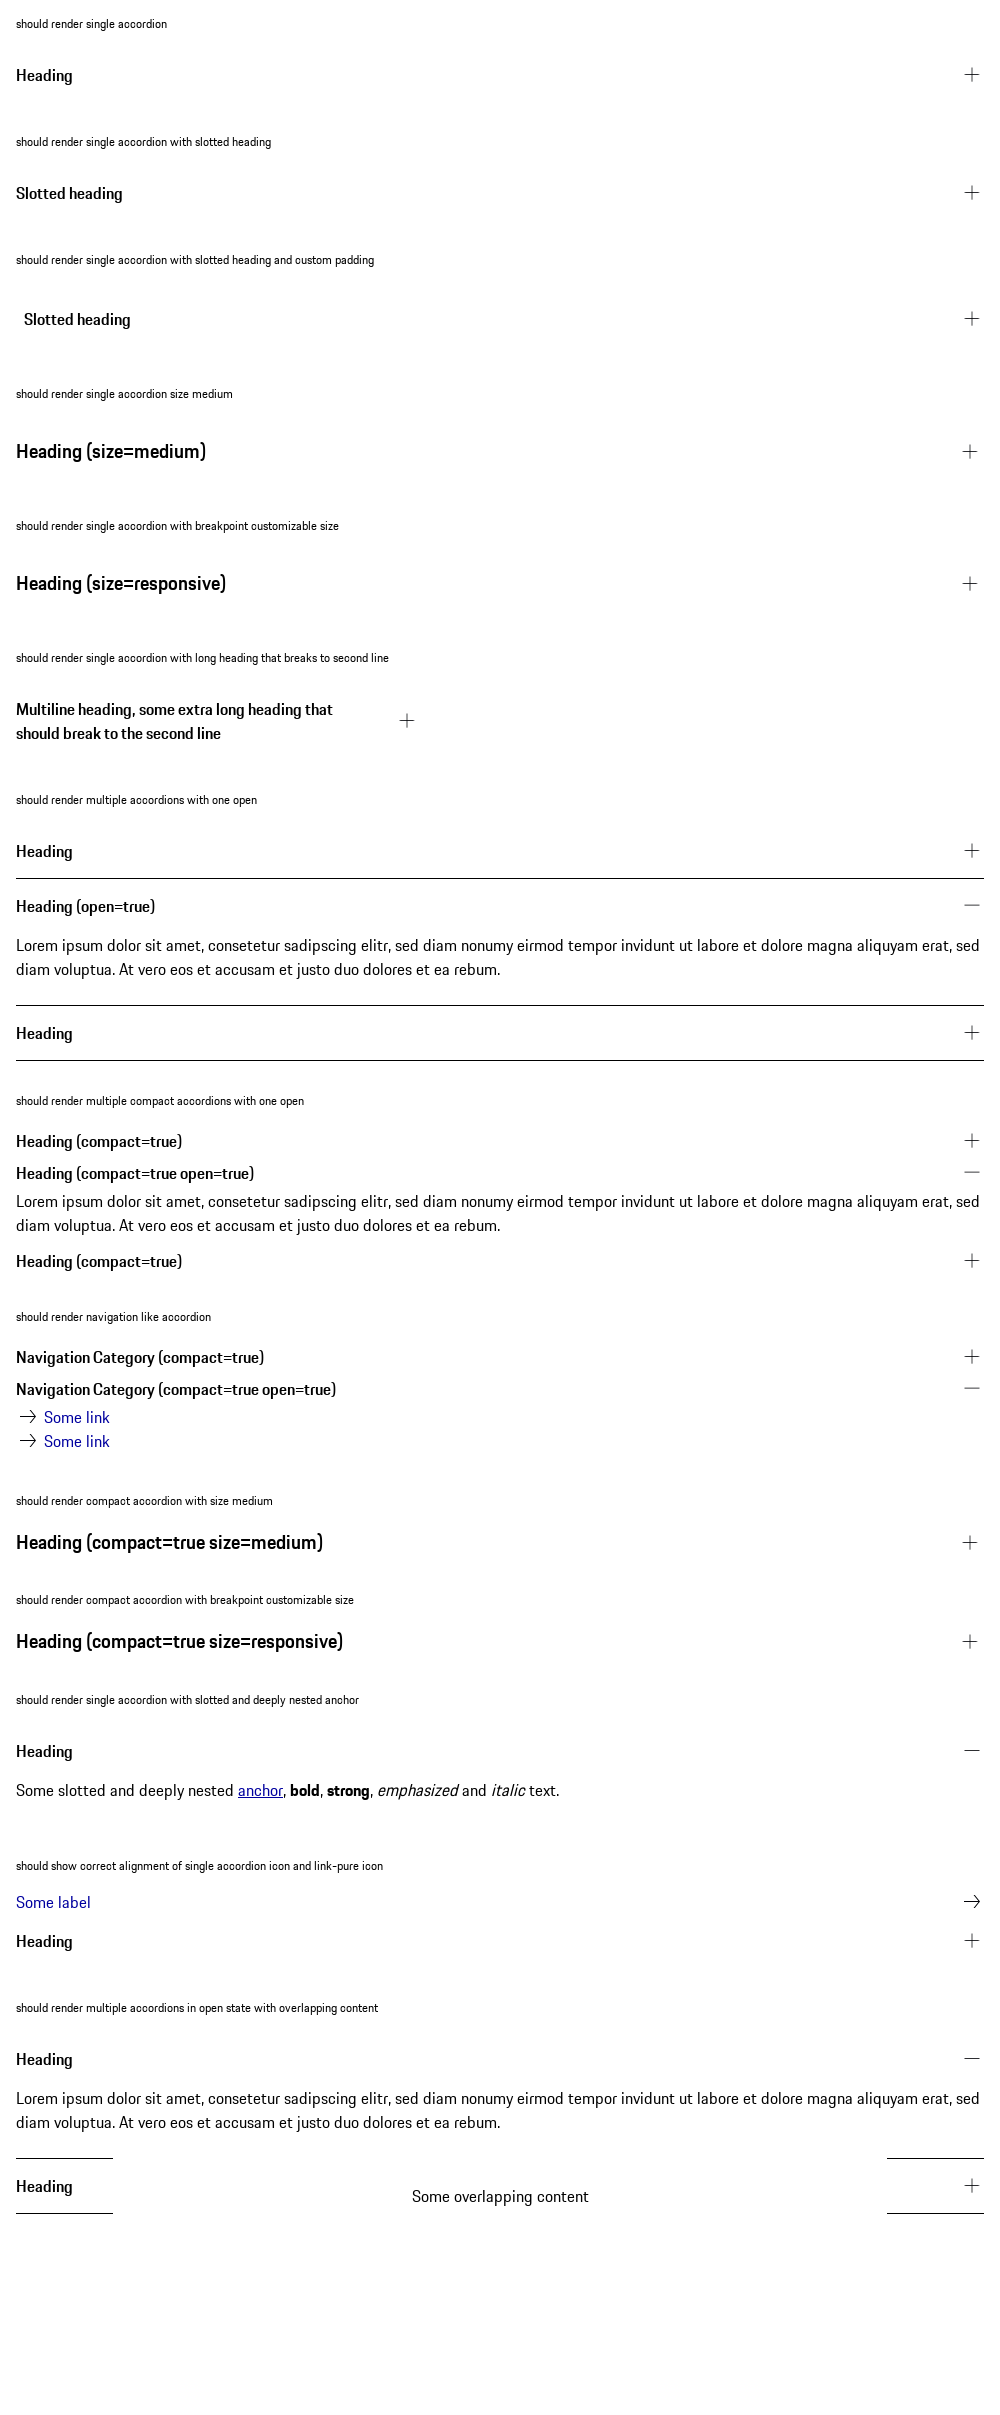 should render single accordion
Heading
should render single accordion with slotted heading
Slotted heading
should render single accordion with slotted heading and custom padding
Slotted heading
should render single accordion size medium
Heading (size=medium)
should render single accordion with breakpoint customizable size
Heading (size=responsive)
should render single accordion with long heading that breaks to second line
Multiline heading, some extra long heading that
should break to the second line
should render multiple accordions with one open
Heading
Heading (open=true)
Lorem ipsum dolor sit amet, consetetur sadipscing elitr, sed diam nonumy eirmod tempor invidunt ut labore et dolore magna aliquyam erat, sed
diam voluptua. At vero eos et accusam et justo duo dolores et ea rebum.
Heading
should render multiple compact accordions with one open
Heading (compact=true)
Heading (compact=true open=true)
Lorem ipsum dolor sit amet, consetetur sadipscing elitr, sed diam nonumy eirmod tempor invidunt ut labore et dolore magna aliquyam erat, sed
diam voluptua. At vero eos et accusam et justo duo dolores et ea rebum.
Heading (compact=true)
should render navigation like accordion
Navigation Category (compact=true)
Navigation Category (compact=true open=true)
Some link
Some link
should render compact accordion with size medium
Heading (compact=true size=medium)
should render compact accordion with breakpoint customizable size
Heading (compact=true size=responsive)
should render single accordion with slotted and deeply nested anchor
Heading
Some slotted and deeply nested anchor, bold, strong, emphasized and italic text.
should show correct alignment of single accordion icon and link-pure icon
Some label
Heading
should render multiple accordions in open state with overlapping content
Heading
Lorem ipsum dolor sit amet, consetetur sadipscing elitr, sed diam nonumy eirmod tempor invidunt ut labore et dolore magna aliquyam erat, sed
diam voluptua. At vero eos et accusam et justo duo dolores et ea rebum.
Heading
Some overlapping content